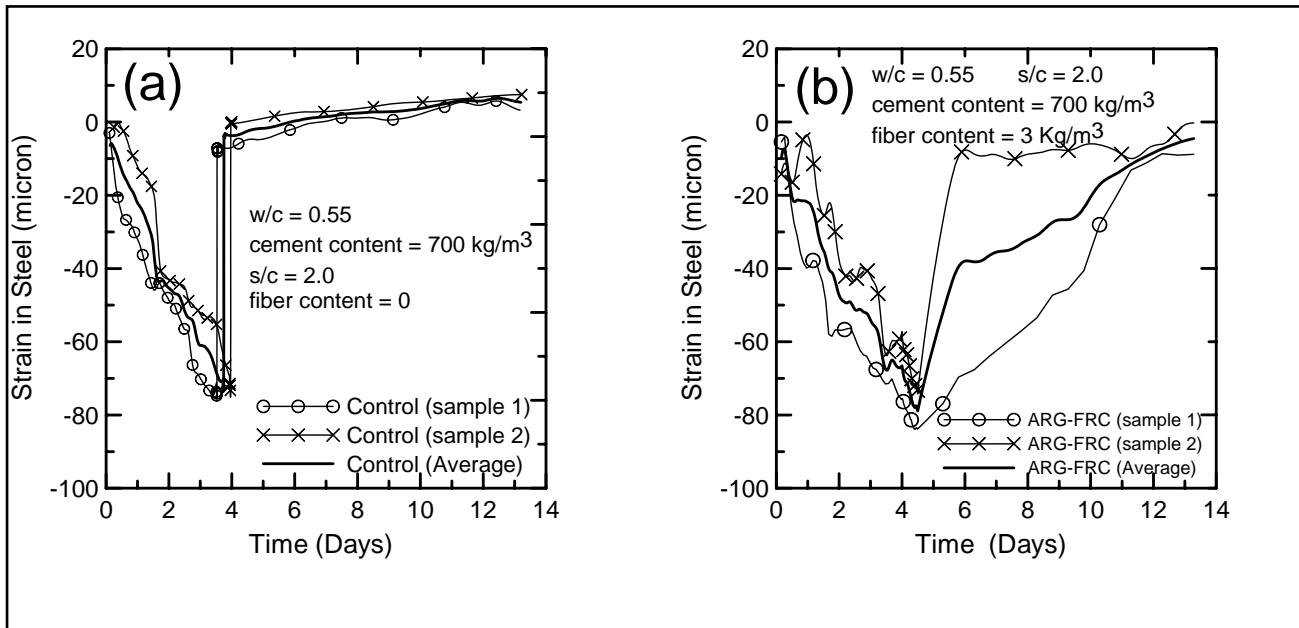 (a)
20
0
-20
-40
-60
-80
-100
Strain in Steel (micron)
w/c = 0.55
cement content = 700 kg/m³
s/c = 2.0
fiber content = 0
Control (sample 1)
Control (sample 2)
Control (Average)
0 2 4 6 8 10 12 14
Time (Days)
(b)
20
0
-20
-40
-60
-80
-100
Strain in Steel (micron)
w/c = 0.55 s/c = 2.0
cement content = 700 kg/m³
fiber content = 3 Kg/m³
ARG-FRC (sample 1)
ARG-FRC (sample 2)
ARG-FRC (Average)
0 2 4 6 8 10 12 14
Time (Days)